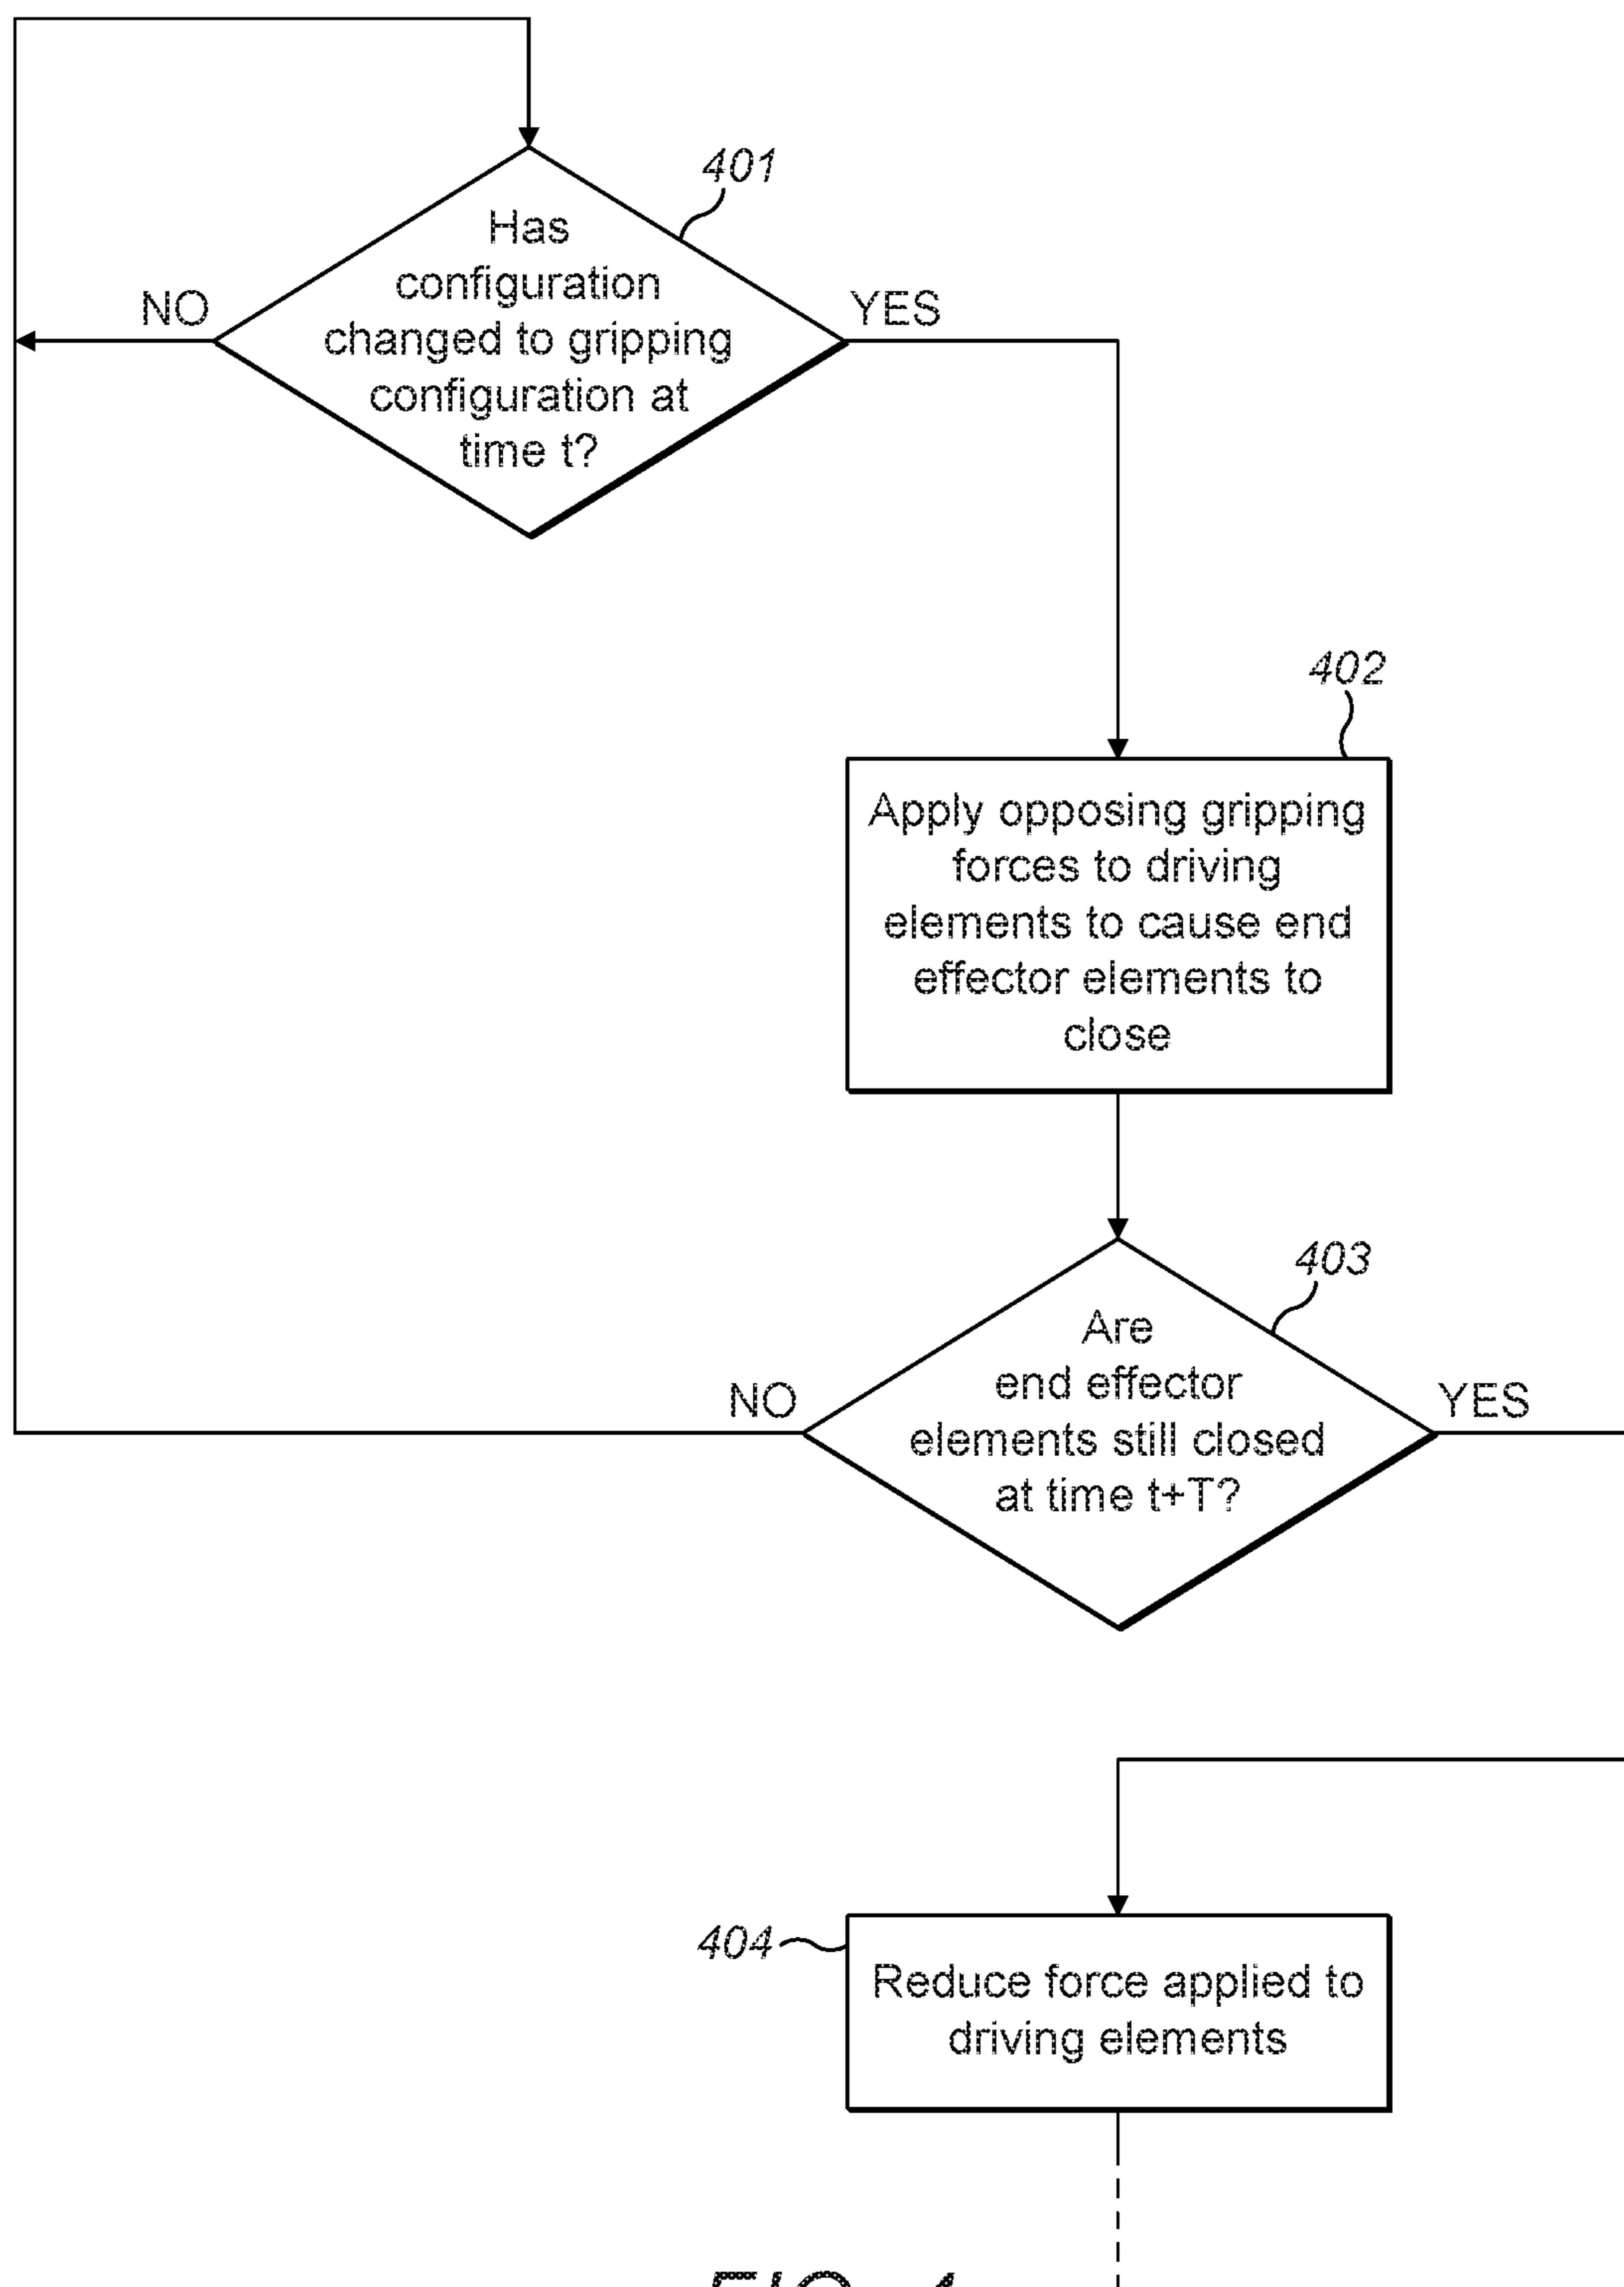 401
Has
configuration
changed to gripping
configuration at
time t?
NO
YES
402
Apply opposing gripping
forces to driving
elements to cause end
effector elements to
close
403
Are
end effector
elements still closed
at time t+T?
NO
YES
404
Reduce force applied to
driving elements